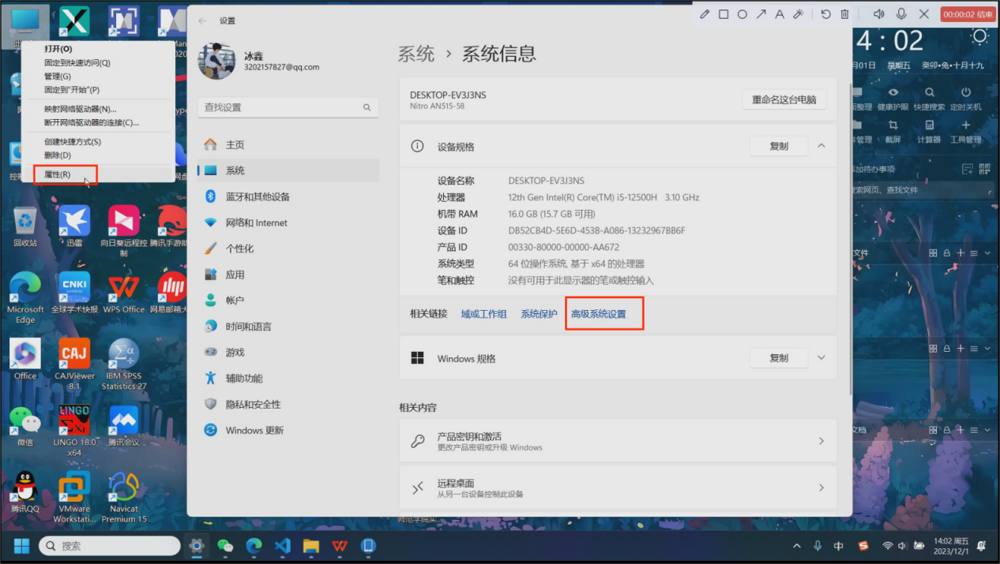 00:00:02 结束
设置
打开(O)
固定到快速访问(Q)
管理(G)
固定到"开始"(P)
映射网络驱动器(N)...
断开网络驱动器的连接(C)...
创建快捷方式(S)
删除(D)
属性(R)
回收站
迅雷
向日葵远程控制
腾讯手游助
Microsoft Edge
CNKI
全球学术快报
WPS Office
网易邮箱大
Office
CAJ
CAJViewer 8.1
IBM SPSS Statistics 27
微信
LINGO
LINGO 18.0 x64
腾讯会议
腾讯QQ
VMware Workstati...
Navicat Premium 15
冰鑫
3202157827@qq.com
查找设置
主页
系统
蓝牙和其他设备
网络和 Internet
个性化
应用
帐户
时间和语言
游戏
辅助功能
隐私和安全性
Windows 更新
系统 › 系统信息
DESKTOP-EV3J3NS
Nitro AN515-58
重命名这台电脑
设备规格
复制
设备名称 DESKTOP-EV3J3NS
处理器 12th Gen Intel(R) Core(TM) i5-12500H 3.10 GHz
机带 RAM 16.0 GB (15.7 GB 可用)
设备 ID DB52CB4D-5E6D-453B-A086-13232967BB6F
产品 ID 00330-80000-00000-AA672
系统类型 64 位操作系统, 基于 x64 的处理器
笔和触控 没有可用于此显示器的笔或触控输入
相关链接 域或工作组 系统保护 高级系统设置
Windows 规格
复制
相关内容
产品密钥和激活
更改产品密钥或升级 Windows
远程桌面
从另一台设备控制此设备
4:02
月01日 星期五 癸卯•兔•十月十九
面整理 健康护眼 快捷搜索 定时关机
件管理 截屏 计算器 工具管理
添加待办事项
搜索网页、查找文件
文件
文档
搜索
中
14:02 周五
2023/12/1